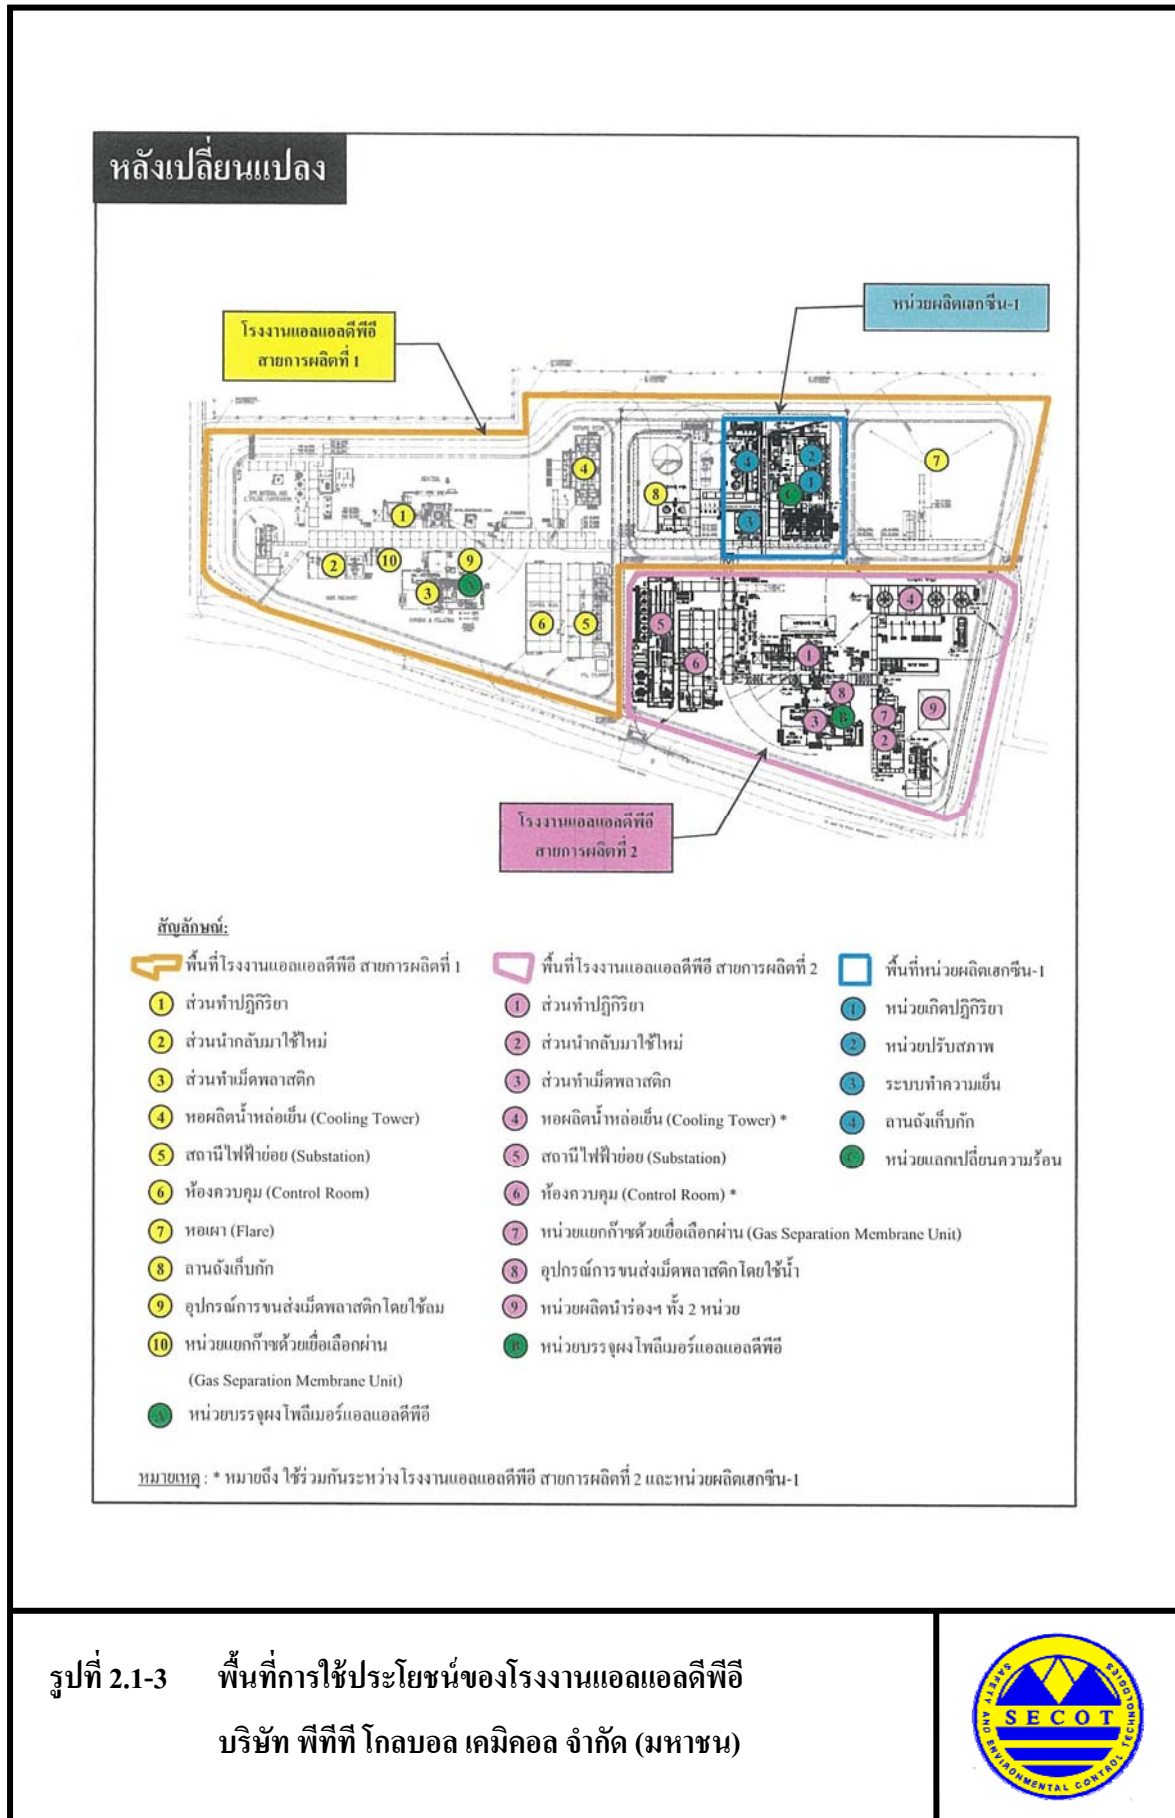 หลังเปลี่ยนแปลง
หน่วยผลิตเฮกซีน-1
โรงงานแอลแอลดีพีอี
สายการผลิตที่ 1
4
2
1
C
3
7
8
4
1
2
10
9
3
A
6
5
5
6
1
4
8
3
B
7
2
9
โรงงานแอลแอลดีพีอี
สายการผลิตที่ 2
สัญลักษณ์:
พื้นที่โรงงานแอลแอลดีพีอี สายการผลิตที่ 1
1 ส่วนทำปฏิกิริยา
2 ส่วนนำกลับมาใช้ใหม่
3 ส่วนทำเม็ดพลาสติก
4 หอผลิตน้ำหล่อเย็น (Cooling Tower)
5 สถานีไฟฟ้าย่อย (Substation)
6 ห้องควบคุม (Control Room)
7 หอเผา (Flare)
8 ลานถังเก็บกัก
9 อุปกรณ์การขนส่งเม็ดพลาสติกโดยใช้ลม
10 หน่วยแยกก๊าซด้วยเยื่อเลือกผ่าน
(Gas Separation Membrane Unit)
A หน่วยบรรจุผงโพลีเมอร์แอลแอลดีพีอี
พื้นที่โรงงานแอลแอลดีพีอี สายการผลิตที่ 2
1 ส่วนทำปฏิกิริยา
2 ส่วนนำกลับมาใช้ใหม่
3 ส่วนทำเม็ดพลาสติก
4 หอผลิตน้ำหล่อเย็น (Cooling Tower) *
5 สถานีไฟฟ้าย่อย (Substation)
6 ห้องควบคุม (Control Room) *
7 หน่วยแยกก๊าซด้วยเยื่อเลือกผ่าน (Gas Separation Membrane Unit)
8 อุปกรณ์การขนส่งเม็ดพลาสติกโดยใช้น้ำ
9 หน่วยผลิตนำร่องฯ ทั้ง 2 หน่วย
B หน่วยบรรจุผงโพลีเมอร์แอลแอลดีพีอี
พื้นที่หน่วยผลิตเฮกซีน-1
1 หน่วยเกิดปฏิกิริยา
2 หน่วยปรับสภาพ
3 ระบบทำความเย็น
4 ลานถังเก็บกัก
C หน่วยแลกเปลี่ยนความร้อน
หมายเหตุ : * หมายถึง ใช้ร่วมกันระหว่างโรงงานแอลแอลดีพีอี สายการผลิตที่ 2 และหน่วยผลิตเฮกซีน-1
รูปที่ 2.1-3 พื้นที่การใช้ประโยชน์ของโรงงานแอลแอลดีพีอี
บริษัท พีทีที โกลบอล เคมิคอล จำกัด (มหาชน)
SECOT
SAFETY AND ENVIRONMENTAL CONTROL TECHNOLOGIES